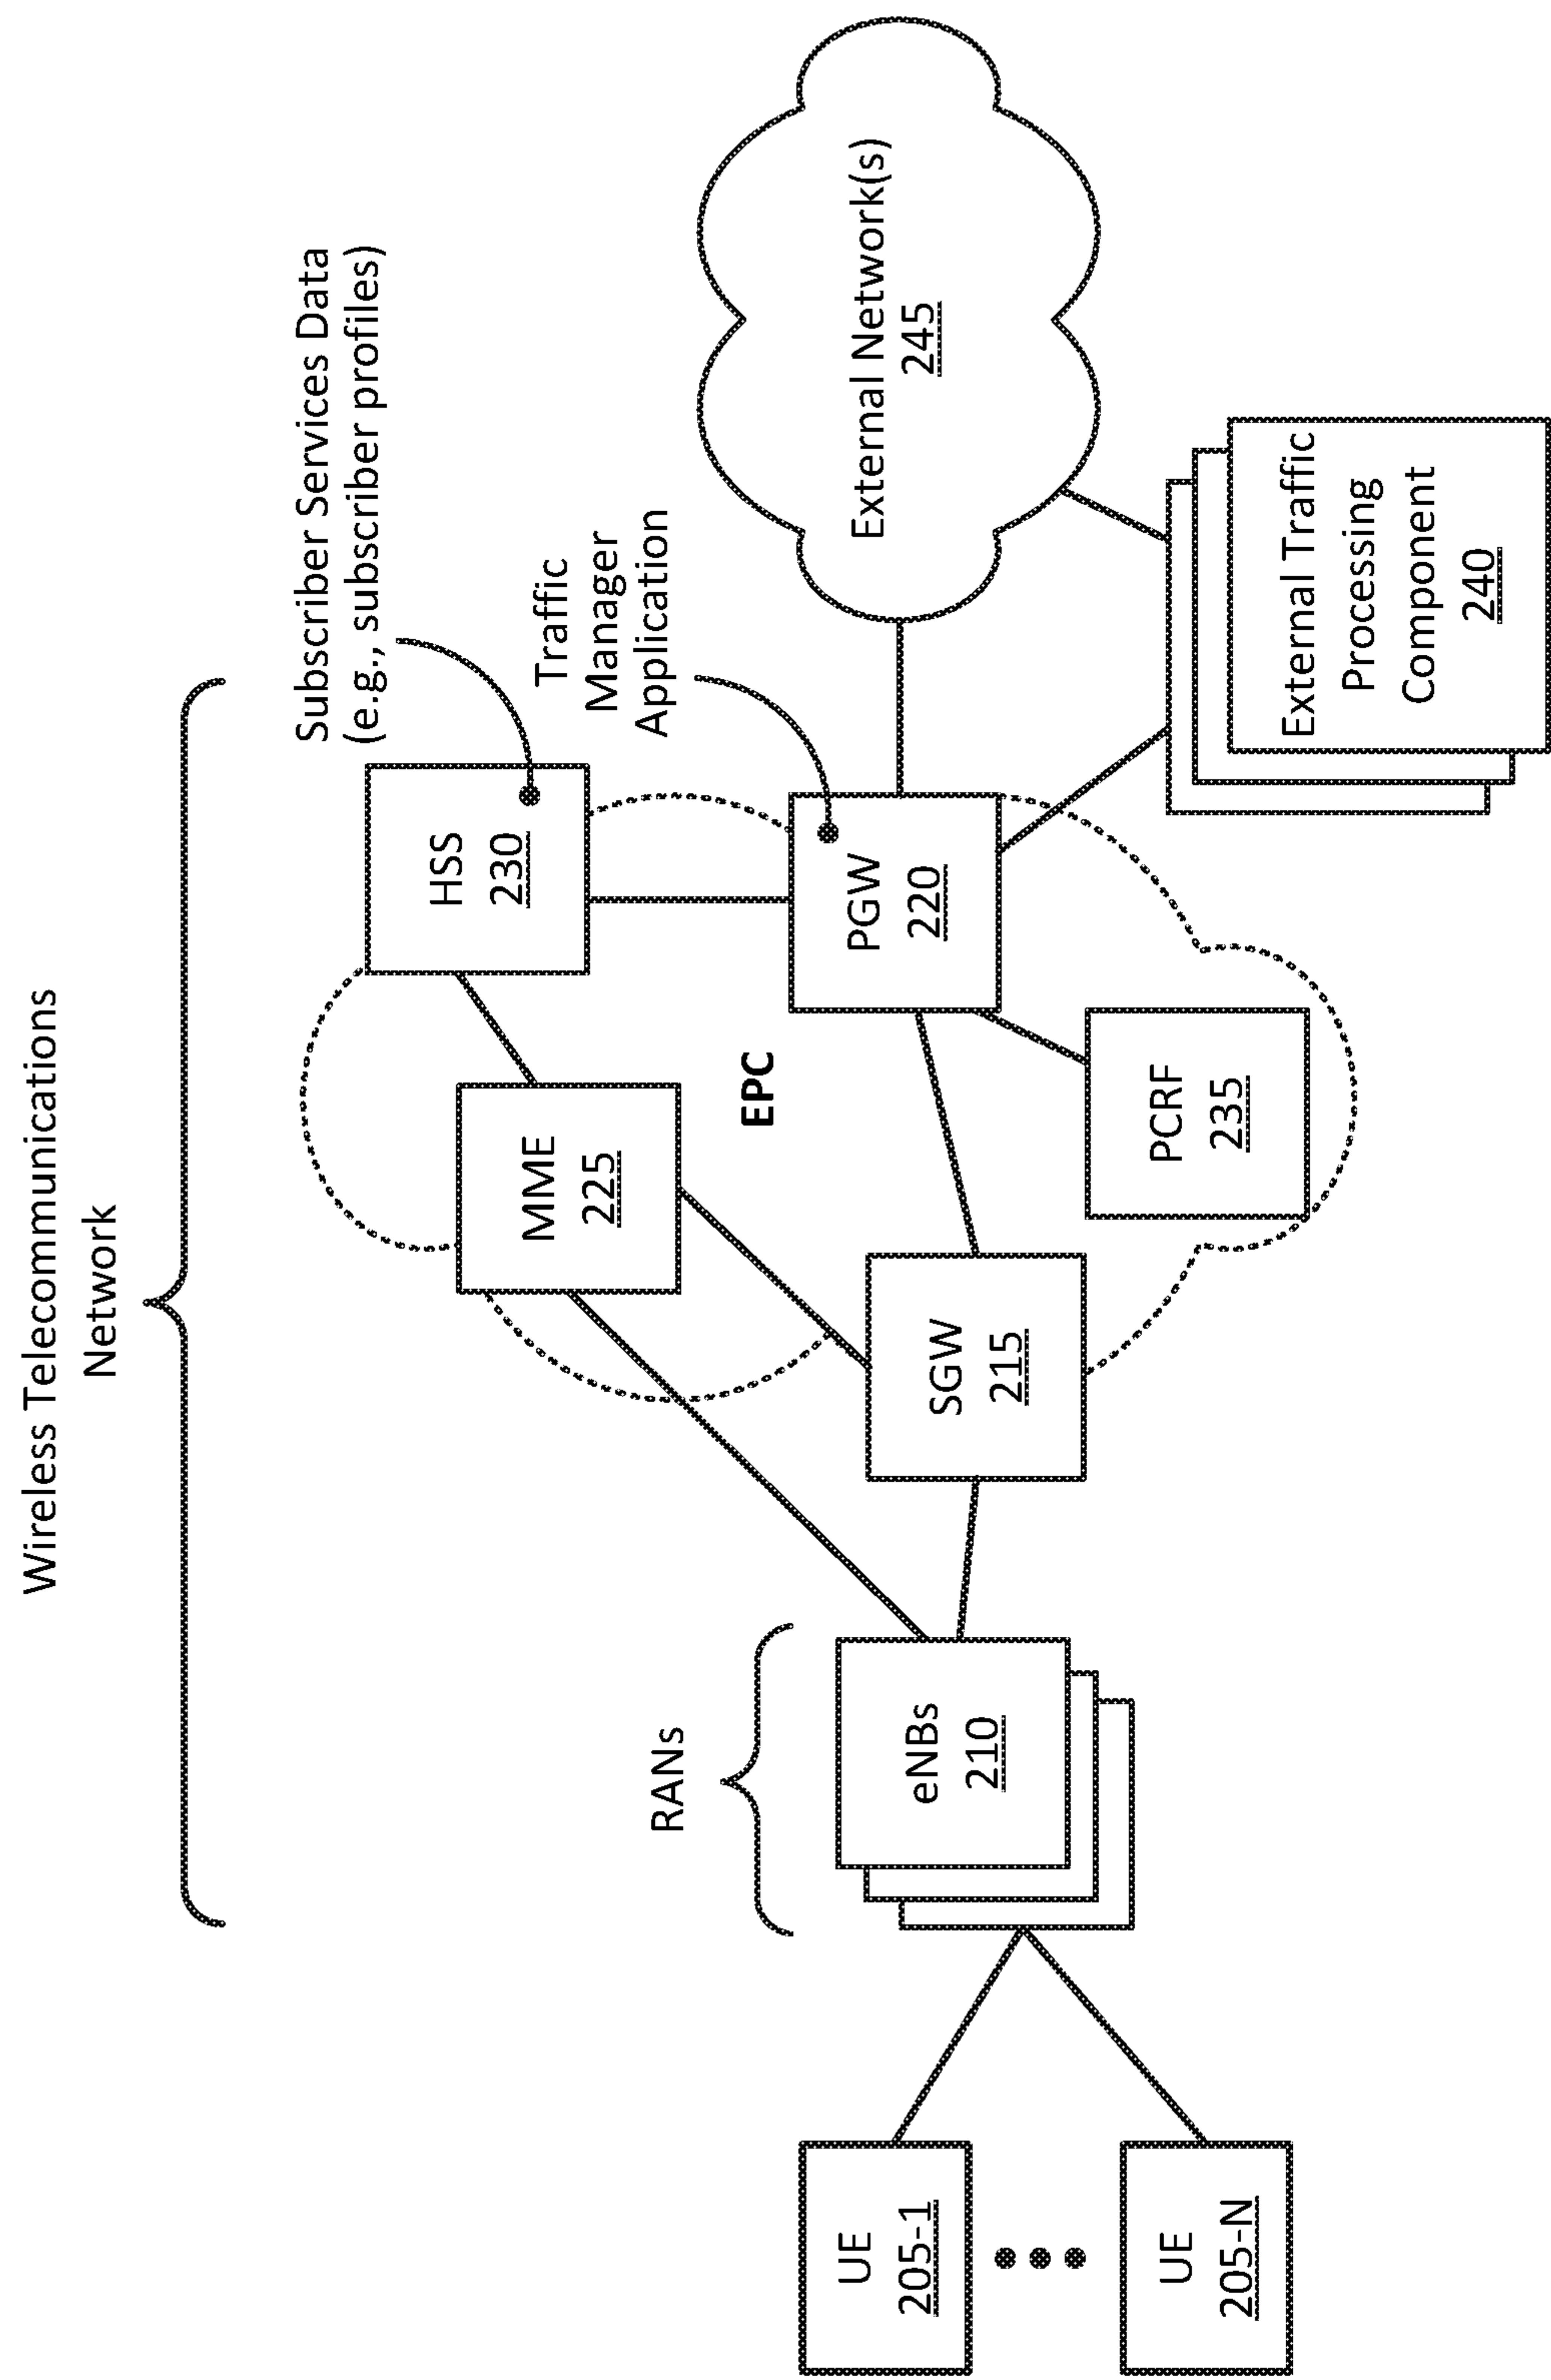 Wireless Telecommunications
Network
Subscriber Services Data
(e.g., subscriber profiles)
Traffic
Manager
Application
HSS
230
MME
225
EPC
RANs
PGW
220
External Network(s)
245
UE
205-1
eNBs
210
SGW
215
PCRF
235
External Traffic
Processing
Component
240
UE
205-N